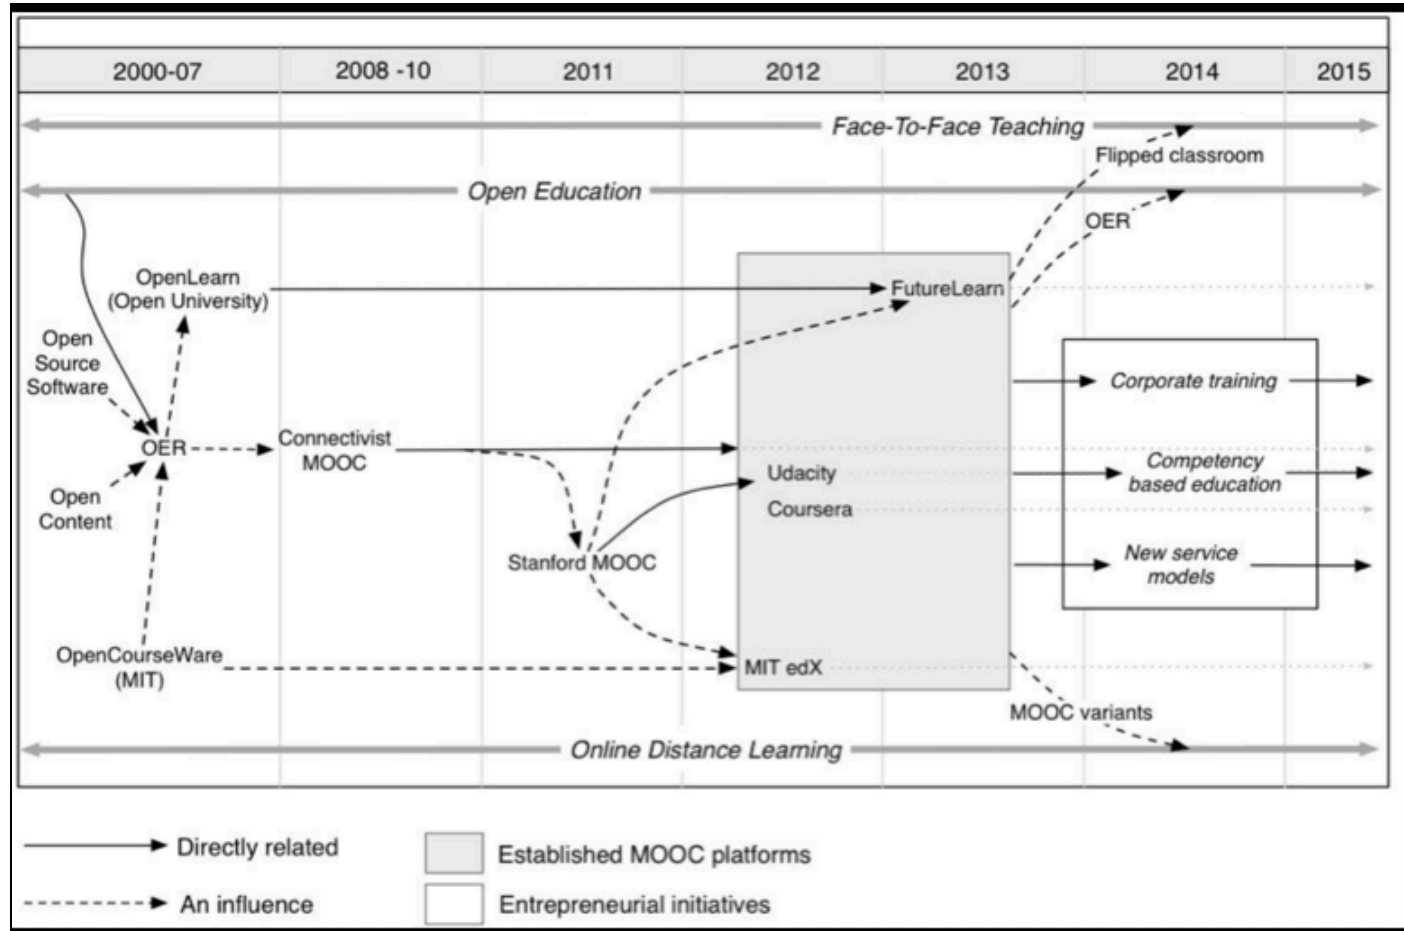 2000-07
2008 -10
2011
2012
2013
2014
2015
Face-To-Face Teaching
Flipped classroom
Open Education
OER
OpenLearn
(Open University)
FutureLearn
Open
Source
Software
Corporate training
OER
Connectivist
MOOC
Udacity
Competency
based education
Open
Content
Coursera
Stanford MOOC
New service
models
OpenCourseWare
(MIT)
MIT edX
MOOC variants
Online Distance Learning
Directly related
Established MOOC platforms
An influence
Entrepreneurial initiatives